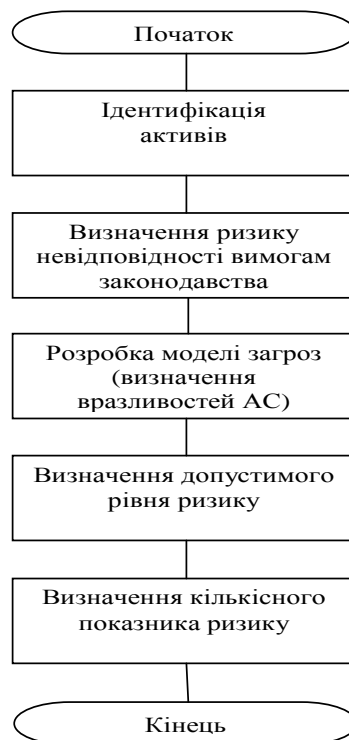 Початок
Ідентифікація
активів
Визначення ризику
невідповідності вимогам
законодавства
Розробка моделі загроз
(визначення
вразливостей АС)
Визначення допустимого
рівня ризику
Визначення кількісного
показника ризику
Кінець